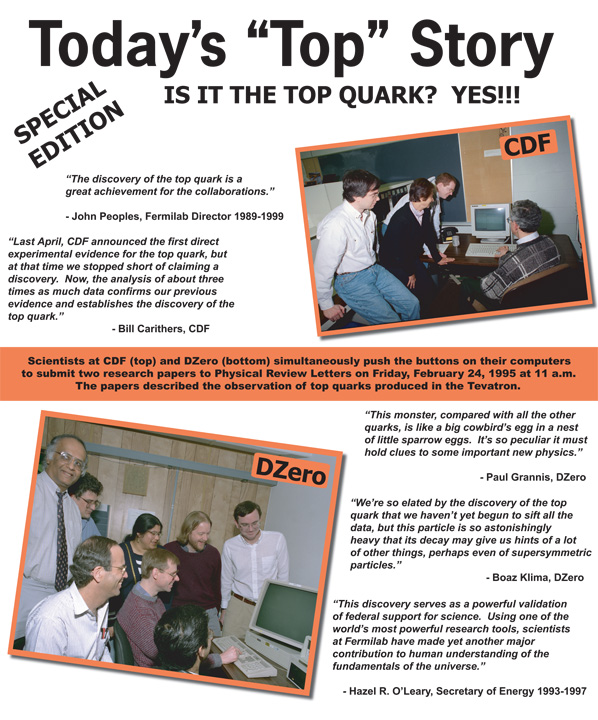 Today's “Top” Story
SPECIAL
EDITION
IS IT THE TOP QUARK?  YES!!!
CDF
“The discovery of the top quark is a
great achievement for the collaborations.”
- John Peoples, Fermilab Director 1989-1999
“Last April, CDF announced the first direct
experimental evidence for the top quark, but
at that time we stopped short of claiming a
discovery.  Now, the analysis of about three
times as much data confirms our previous
evidence and establishes the discovery of the
top quark.”
- Bill Carithers, CDF
Scientists at CDF (top) and DZero (bottom) simultaneously push the buttons on their computers
to submit two research papers to Physical Review Letters on Friday, February 24, 1995 at 11 a.m.
The papers described the observation of top quarks produced in the Tevatron.
DZero
“This monster, compared with all the other
quarks, is like a big cowbird's egg in a nest
of little sparrow eggs.  It's so peculiar it must
hold clues to some important new physics.”
- Paul Grannis, DZero
“We're so elated by the discovery of the top
quark that we haven't yet begun to sift all the
data, but this particle is so astonishingly
heavy that its decay may give us hints of a lot
of other things, perhaps even of supersymmetric
particles.”
- Boaz Klima, DZero
“This discovery serves as a powerful validation
of federal support for science.  Using one of the
world's most powerful research tools, scientists
at Fermilab have made yet another major
contribution to human understanding of the
fundamentals of the universe.”
- Hazel R. O'Leary, Secretary of Energy 1993-1997